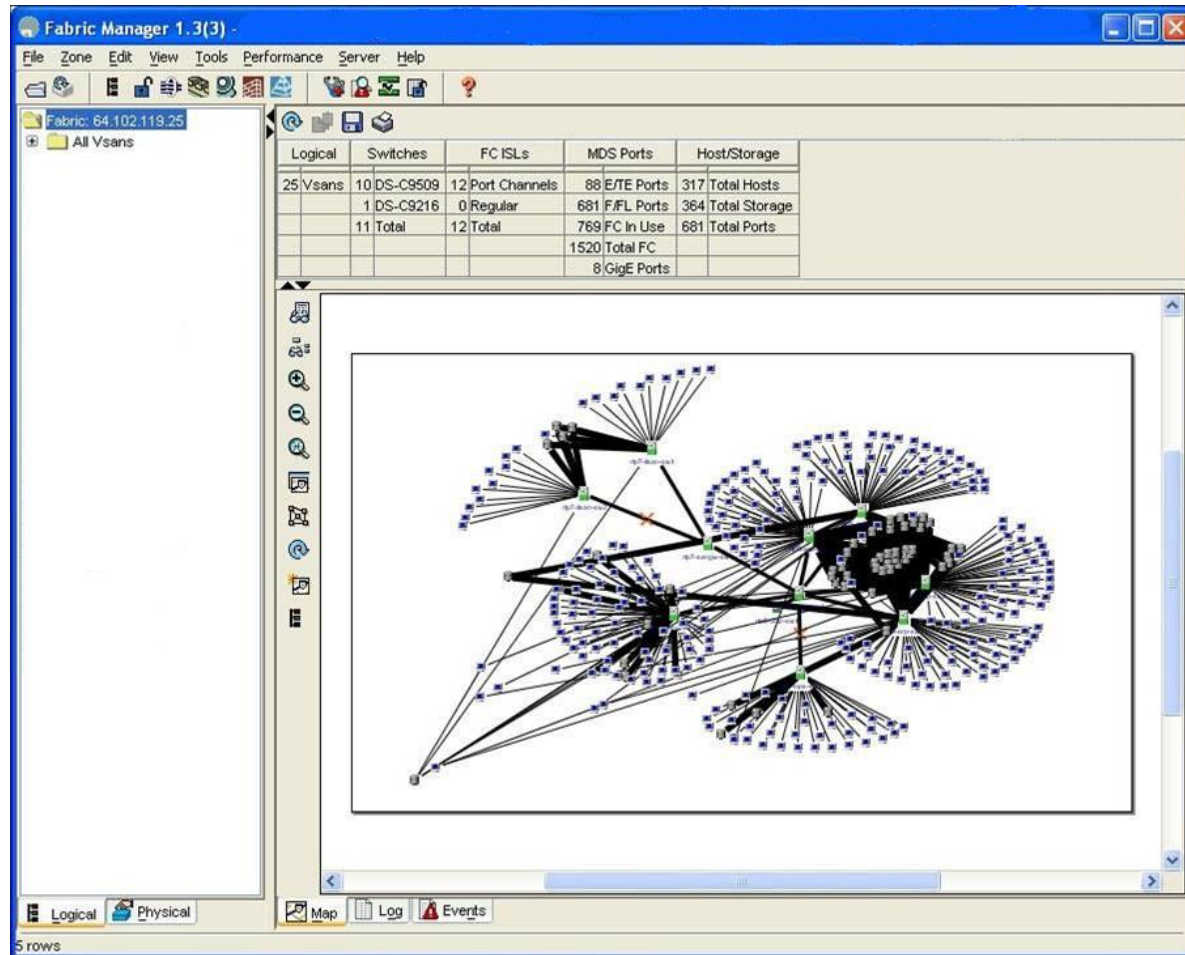 Fabric Manager 1.3(3) -
File Zone Edit View Tools Performance Server Help
Fabric: 64.102.119.25
All Vsans
Logical Switches FC ISLs MDS Ports Host/Storage
25 Vsans 10 DS-C9509 12 Port Channels 88 E/TE Ports 317 Total Hosts
1 DS-C9216 0 Regular 681 F/FL Ports 364 Total Storage
11 Total 12 Total 769 FC In Use 681 Total Ports
1520 Total FC
8 GigE Ports
Logical Physical
Map Log Events
5 rows